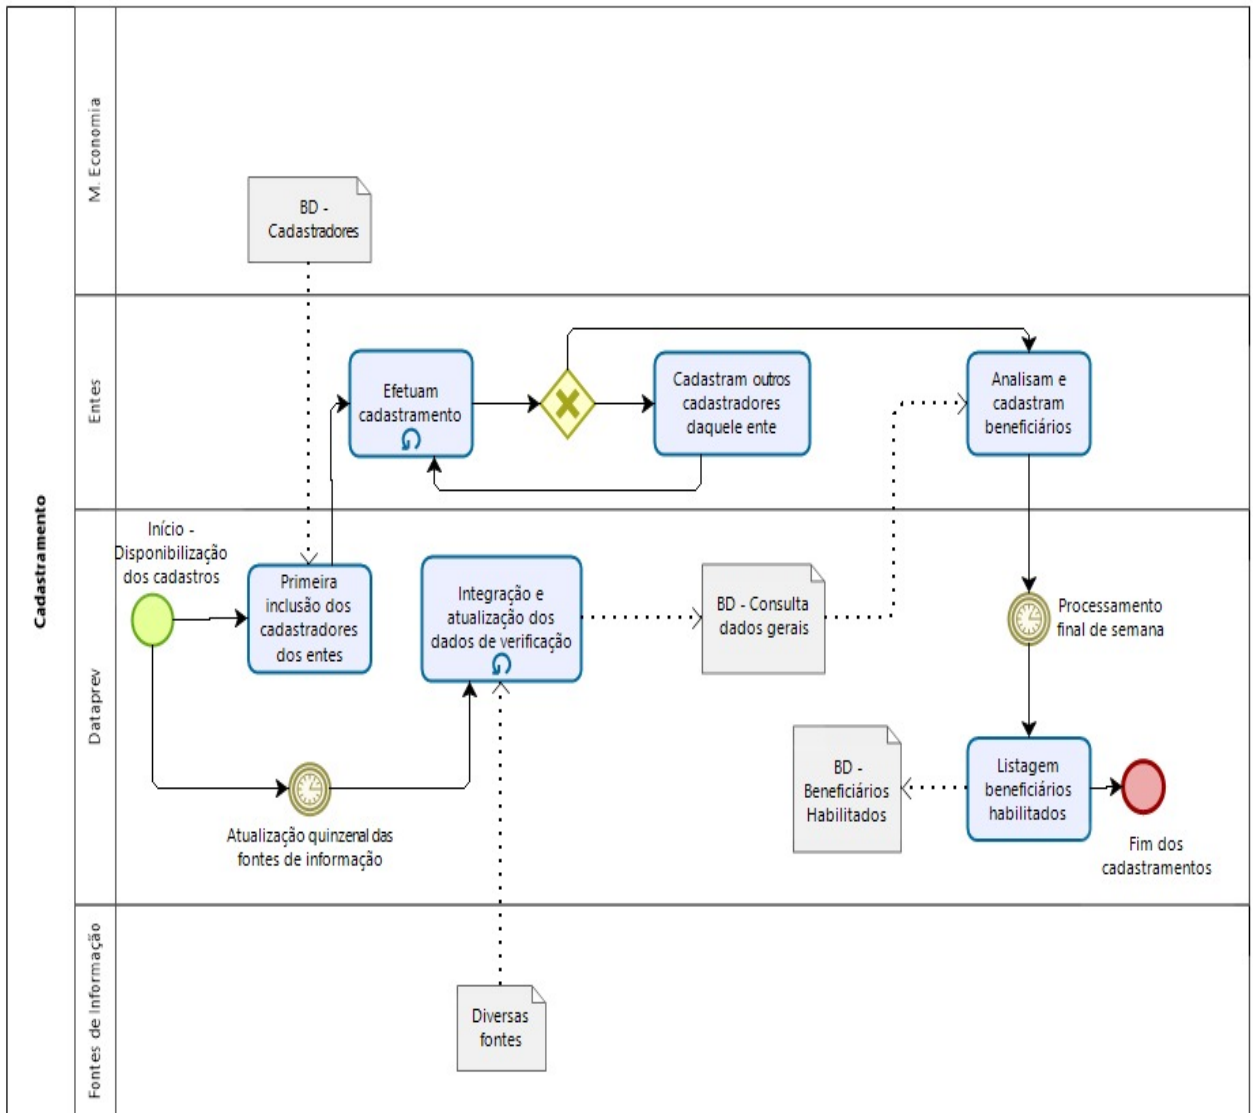 Cadastramento
M. Economia
BD -
Cadastradores
Entes
Efetuam
cadastramento
Cadastram outros
cadastradores
daquele ente
Analisam e
cadastram
beneficiários
Dataprev
Início -
Disponibilização
dos cadastros
Primeira
inclusão dos
cadastradores
dos entes
Integração e
atualização dos
dados de verificação
BD - Consulta
dados gerais
Processamento
final de semana
Atualização quinzenal das
fontes de informação
BD -
Beneficiários
Habilitados
Listagem
beneficiários
habilitados
Fim dos
cadastramentos
Fontes de Informação
Diversas
fontes